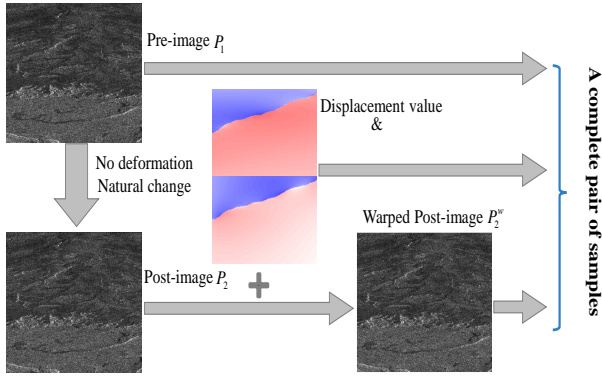 Pre-image P₁
Displacement value
&
No deformation
Natural change
Warped Post-image P₂ʷ
Post-image P₂
A complete pair of samples